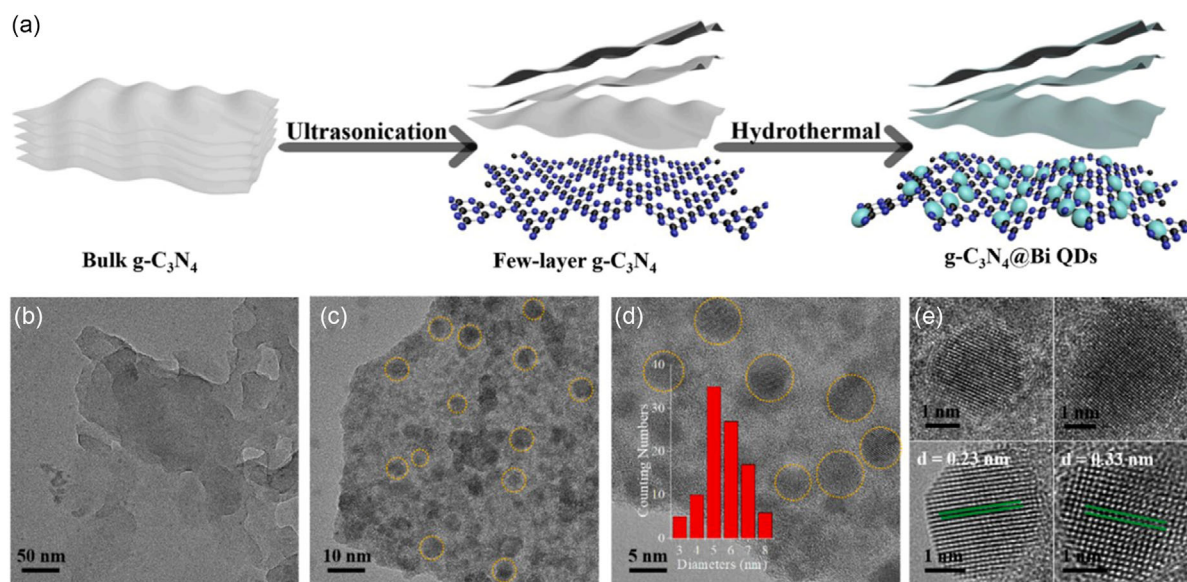 (a)
Ultrasonication
Hydrothermal
Bulk g-C₃N₄
Few-layer g-C₃N₄
g-C₃N₄@Bi QDs
(b)
50 nm
(c)
10 nm
(d)
40
30
20
10
0
Counting Numbers
3 4 5 6 7 8
Diameters (nm)
5 nm
(e)
1 nm
1 nm
d = 0.23 nm
1 nm
d = 0.33 nm
1 nm